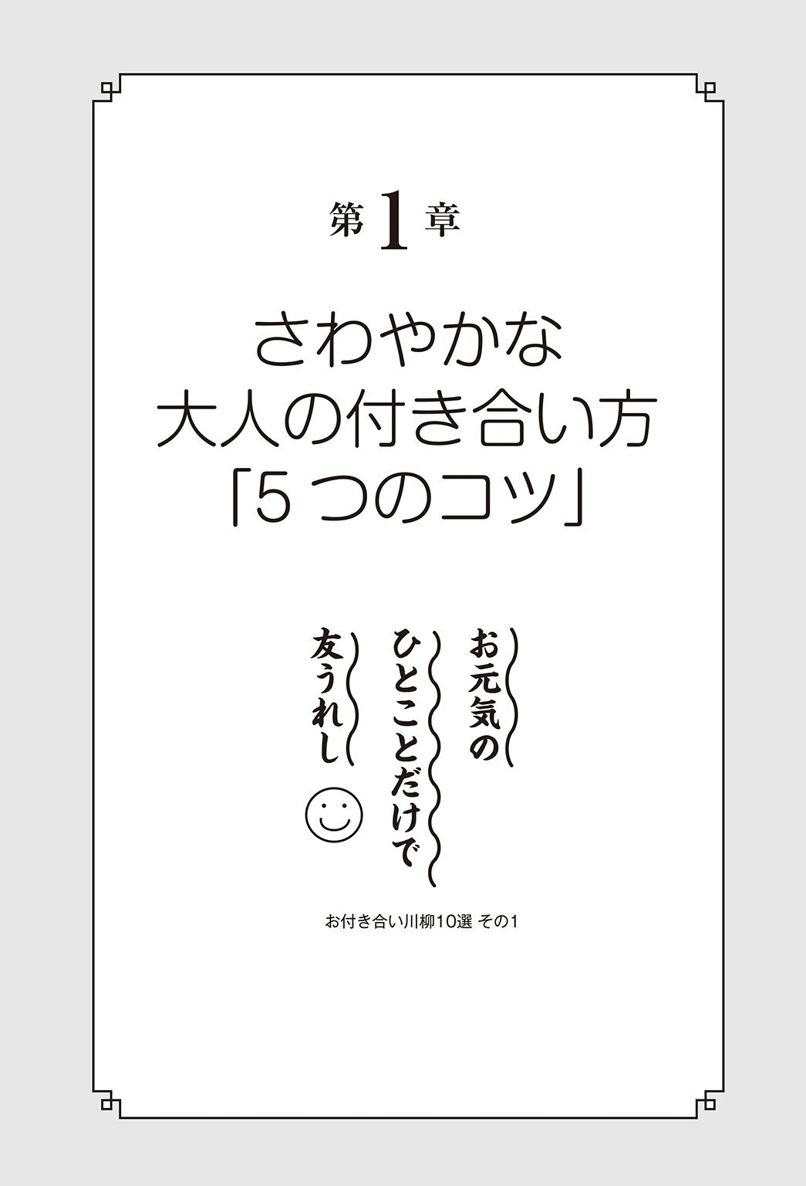 第1章
さわやかな
大人の付き合い方
「5つのコツ」
お元気の
ひとことだけで
友うれし
お付き合い川柳10選 その1